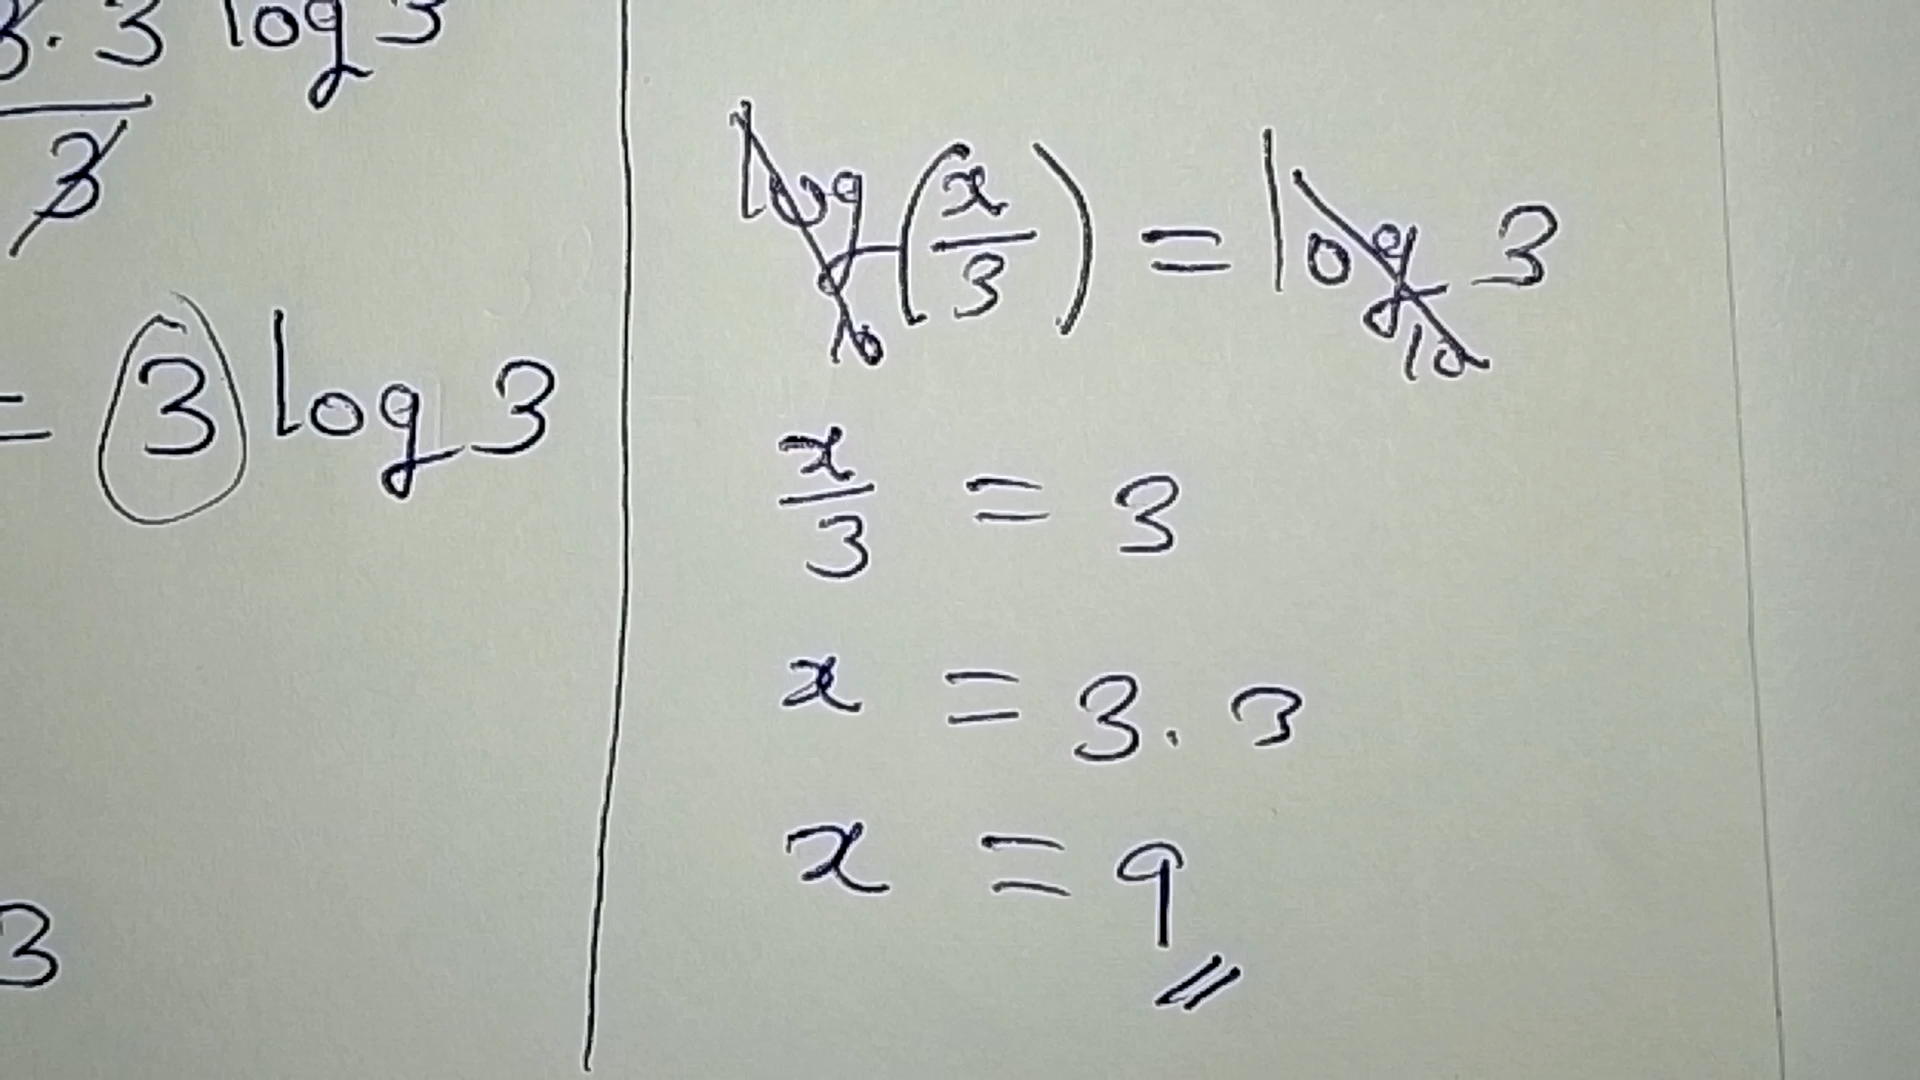 3 · 3 log 3
3
= 3 log 3
3
log₁₀(x/3) = log₁₀ 3
x/3 = 3
x = 3 . 3
x = 9